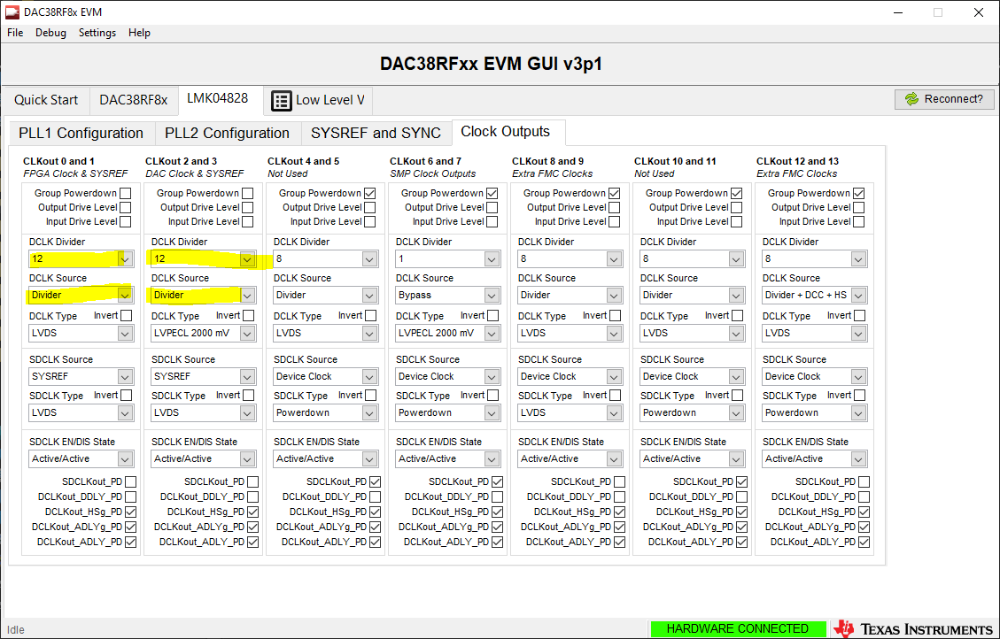 DAC38RF8x EVM
File Debug Settings Help
DAC38RFxx EVM GUI v3p1
Quick Start DAC38RF8x LMK04828 Low Level V Reconnect?
PLL1 Configuration PLL2 Configuration SYSREF and SYNC Clock Outputs
CLKout 0 and 1 CLKout 2 and 3 CLKout 4 and 5 CLKout 6 and 7 CLKout 8 and 9 CLKout 10 and 11 CLKout 12 and 13
FPGA Clock & SYSREF DAC Clock & SYSREF Not Used SMP Clock Outputs Extra FMC Clocks Not Used Extra FMC Clocks
Group Powerdown Group Powerdown Group Powerdown Group Powerdown Group Powerdown Group Powerdown Group Powerdown
Output Drive Level Output Drive Level Output Drive Level Output Drive Level Output Drive Level Output Drive Level Output Drive Level
Input Drive Level Input Drive Level Input Drive Level Input Drive Level Input Drive Level Input Drive Level Input Drive Level
DCLK Divider DCLK Divider DCLK Divider DCLK Divider DCLK Divider DCLK Divider DCLK Divider
12 12 8 1 8 8 8
DCLK Source DCLK Source DCLK Source DCLK Source DCLK Source DCLK Source DCLK Source
Divider Divider Divider Bypass Divider Divider Divider + DCC + HS
DCLK Type Invert DCLK Type Invert DCLK Type Invert DCLK Type Invert DCLK Type Invert DCLK Type Invert DCLK Type Invert
LVDS LVPECL 2000 mV LVDS LVPECL 2000 mV LVDS LVDS LVDS
SDCLK Source SDCLK Source SDCLK Source SDCLK Source SDCLK Source SDCLK Source SDCLK Source
SYSREF SYSREF Device Clock Device Clock Device Clock Device Clock Device Clock
SDCLK Type Invert SDCLK Type Invert SDCLK Type Invert SDCLK Type Invert SDCLK Type Invert SDCLK Type Invert SDCLK Type Invert
LVDS LVDS Powerdown Powerdown LVDS Powerdown Powerdown
SDCLK EN/DIS State SDCLK EN/DIS State SDCLK EN/DIS State SDCLK EN/DIS State SDCLK EN/DIS State SDCLK EN/DIS State SDCLK EN/DIS State
Active/Active Active/Active Active/Active Active/Active Active/Active Active/Active Active/Active
SDCLKout_PD SDCLKout_PD SDCLKout_PD SDCLKout_PD SDCLKout_PD SDCLKout_PD SDCLKout_PD
DCLKout_DDLY_PD DCLKout_DDLY_PD DCLKout_DDLY_PD DCLKout_DDLY_PD DCLKout_DDLY_PD DCLKout_DDLY_PD DCLKout_DDLY_PD
DCLKout_HSg_PD DCLKout_HSg_PD DCLKout_HSg_PD DCLKout_HSg_PD DCLKout_HSg_PD DCLKout_HSg_PD DCLKout_HSg_PD
DCLKout_ADLYg_PD DCLKout_ADLYg_PD DCLKout_ADLYg_PD DCLKout_ADLYg_PD DCLKout_ADLYg_PD DCLKout_ADLYg_PD DCLKout_ADLYg_PD
DCLKout_ADLY_PD DCLKout_ADLY_PD DCLKout_ADLY_PD DCLKout_ADLY_PD DCLKout_ADLY_PD DCLKout_ADLY_PD DCLKout_ADLY_PD
Idle HARDWARE CONNECTED TEXAS INSTRUMENTS